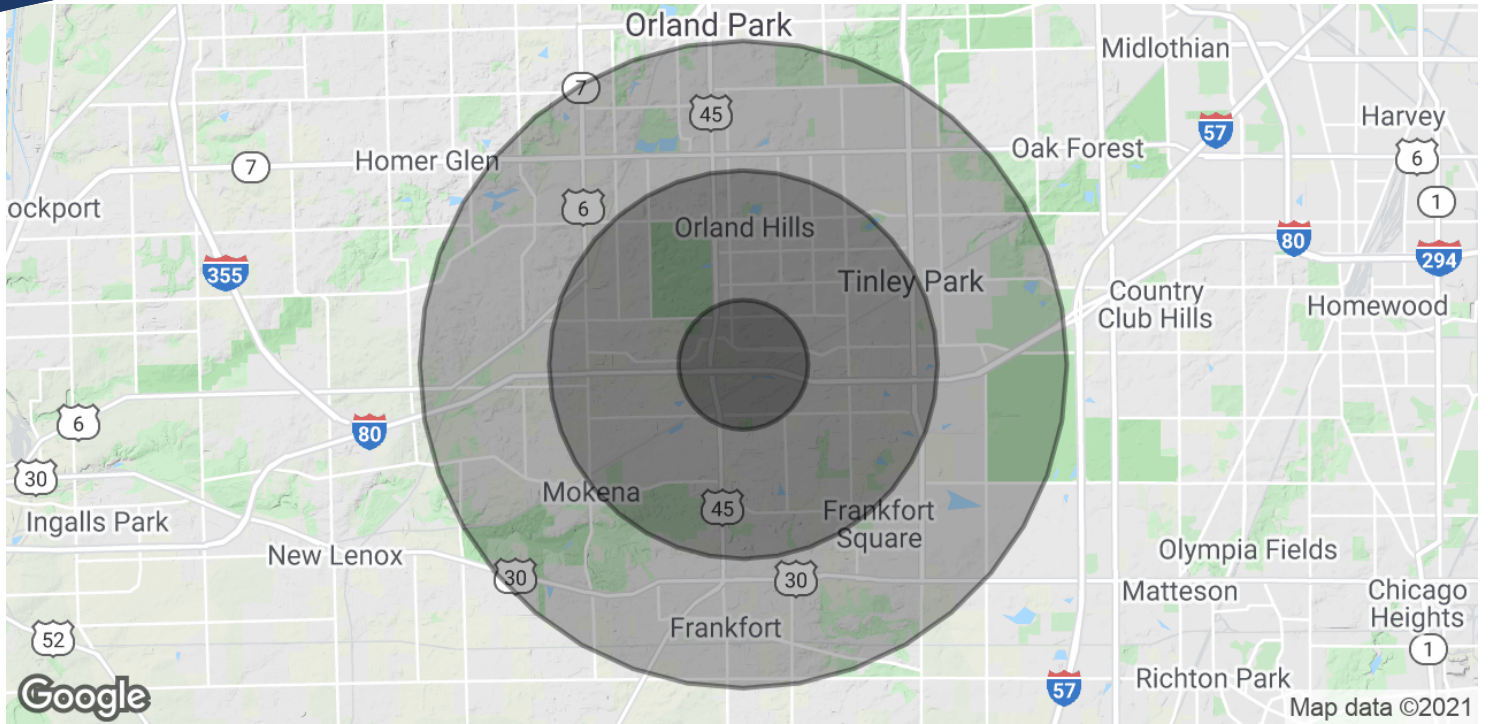 Orland Park
Midlothian
7
45
57
Harvey
Homer Glen
Oak Forest
6
7
ockport
6
1
Orland Hills
80
355
Tinley Park
294
Country
Club Hills
Homewood
6
80
30
Mokena
45
Frankfort
Square
Ingalls Park
New Lenox
Olympia Fields
30
30
Matteson
Chicago
Heights
52
Frankfort
1
57
Richton Park
Google
Map data ©2021